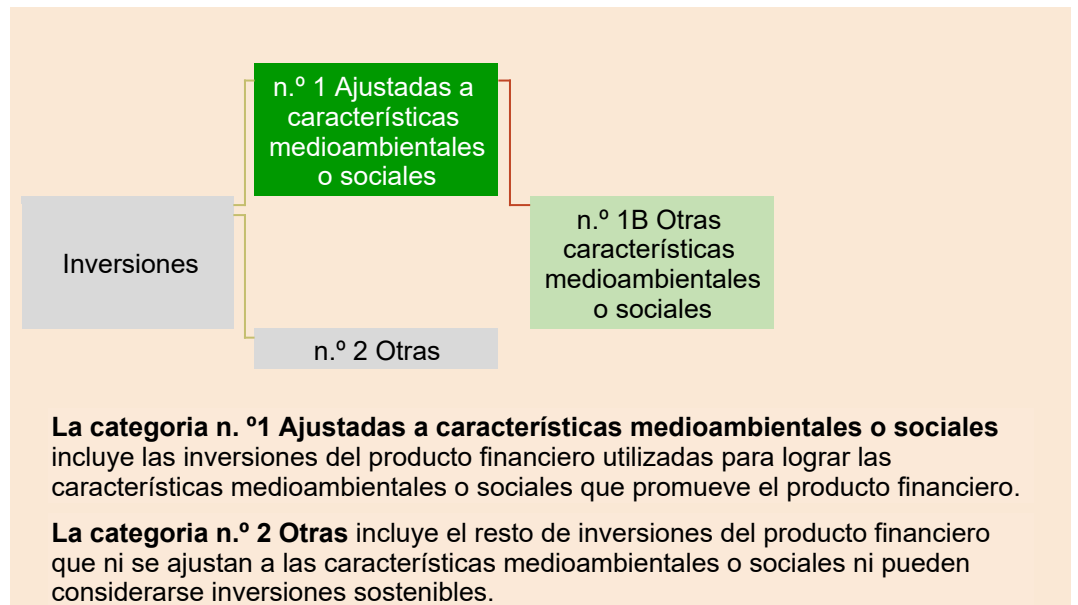 n.º 1 Ajustadas a
características
medioambientales
o sociales
Inversiones
n.º 1B Otras
características
medioambientales
o sociales
n.º 2 Otras
La categoria n. º1 Ajustadas a características medioambientales o sociales
incluye las inversiones del producto financiero utilizadas para lograr las
características medioambientales o sociales que promueve el producto financiero.
La categoria n.º 2 Otras incluye el resto de inversiones del producto financiero
que ni se ajustan a las características medioambientales o sociales ni pueden
considerarse inversiones sostenibles.